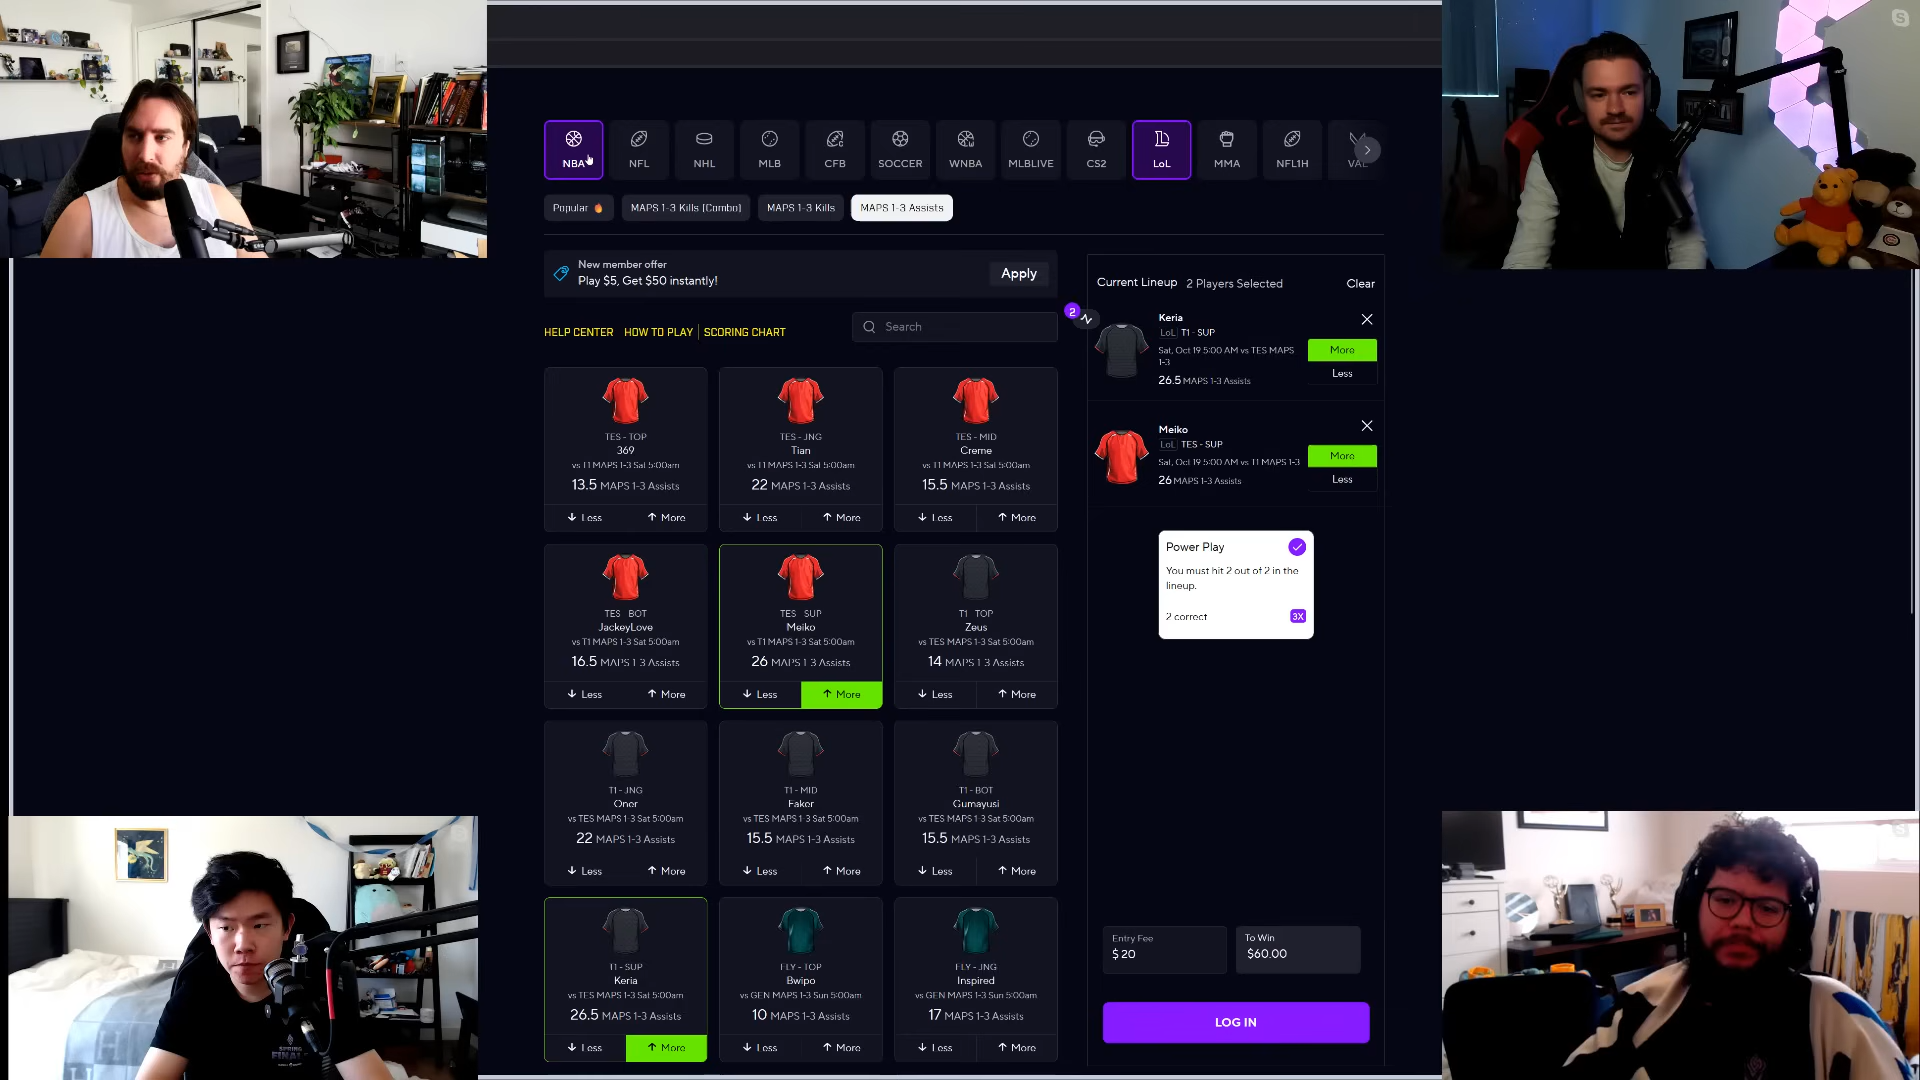 NBA
NFL
NHL
MLB
CFB
SOCCER
WNBA
MLBLIVE
CS2
LoL
MMA
NFL1H
Popular
MAPS 1-3 Kills (Combo)
MAPS 1-3 Kills
MAPS 1-3 Assists
New member offer
Play $5, Get $50 instantly!
Apply
HELP CENTER
HOW TO PLAY
SCORING CHART
Search
TES - TOP
369
vs T1 MAPS 1-3 Sat 5:00am
13.5 MAPS 1-3 Assists
Less
More
TES - JNG
Tian
vs T1 MAPS 1-3 Sat 5:00am
22 MAPS 1-3 Assists
Less
More
TES - MID
Creme
vs T1 MAPS 1-3 Sat 5:00am
15.5 MAPS 1-3 Assists
Less
More
TES - BOT
JackeyLove
vs T1 MAPS 1-3 Sat 5:00am
16.5 MAPS 1-3 Assists
Less
More
TES - SUP
Meiko
vs T1 MAPS 1-3 Sat 5:00am
26 MAPS 1-3 Assists
Less
More
T1 - TOP
Zeus
vs TES MAPS 1-3 Sat 5:00am
14 MAPS 1-3 Assists
Less
More
T1 - JNG
Oner
vs TES MAPS 1-3 Sat 5:00am
22 MAPS 1-3 Assists
Less
More
T1 - MID
Faker
vs TES MAPS 1-3 Sat 5:00am
15.5 MAPS 1-3 Assists
Less
More
T1 - BOT
Gumayusi
vs TES MAPS 1-3 Sat 5:00am
15.5 MAPS 1-3 Assists
Less
More
T1 - SUP
Keria
vs TES MAPS 1-3 Sat 5:00am
26.5 MAPS 1-3 Assists
Less
More
FLY - TOP
Bwipo
vs GEN MAPS 1-3 Sun 5:00am
10 MAPS 1-3 Assists
Less
More
FLY - JNG
Inspired
vs GEN MAPS 1-3 Sun 5:00am
17 MAPS 1-3 Assists
Less
More
Current Lineup
2 Players Selected
Clear
2
Keria
LoL T1 - SUP
Sat, Oct 19 5:00 AM vs TES MAPS
1-3
26.5 MAPS 1-3 Assists
More
Less
Meiko
LoL TES - SUP
Sat, Oct 19 5:00 AM vs T1 MAPS 1-3
26 MAPS 1-3 Assists
More
Less
Power Play
You must hit 2 out of 2 in the
lineup.
2 correct
3X
Entry Fee
$ 20
To Win
$60.00
LOG IN
SPRING